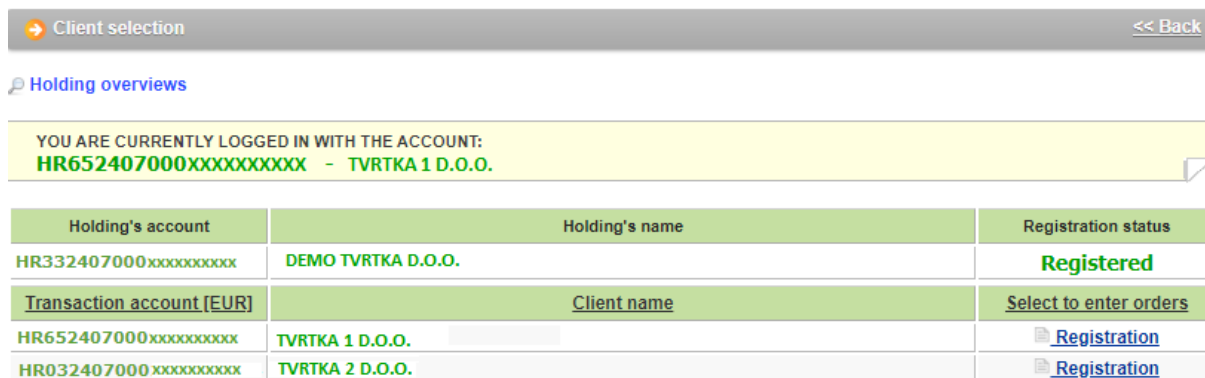 Client selection << Back
Holding overviews
YOU ARE CURRENTLY LOGGED IN WITH THE ACCOUNT:
HR652407000XXXXXXXXXX - TVRTKA 1 D.O.O.
Holding's account Holding's name Registration status
HR332407000xxxxxxxxxx DEMO TVRTKA D.O.O. Registered
Transaction account [EUR] Client name Select to enter orders
HR652407000xxxxxxxxxx TVRTKA 1 D.O.O. Registration
HR032407000xxxxxxxxxx TVRTKA 2 D.O.O. Registration